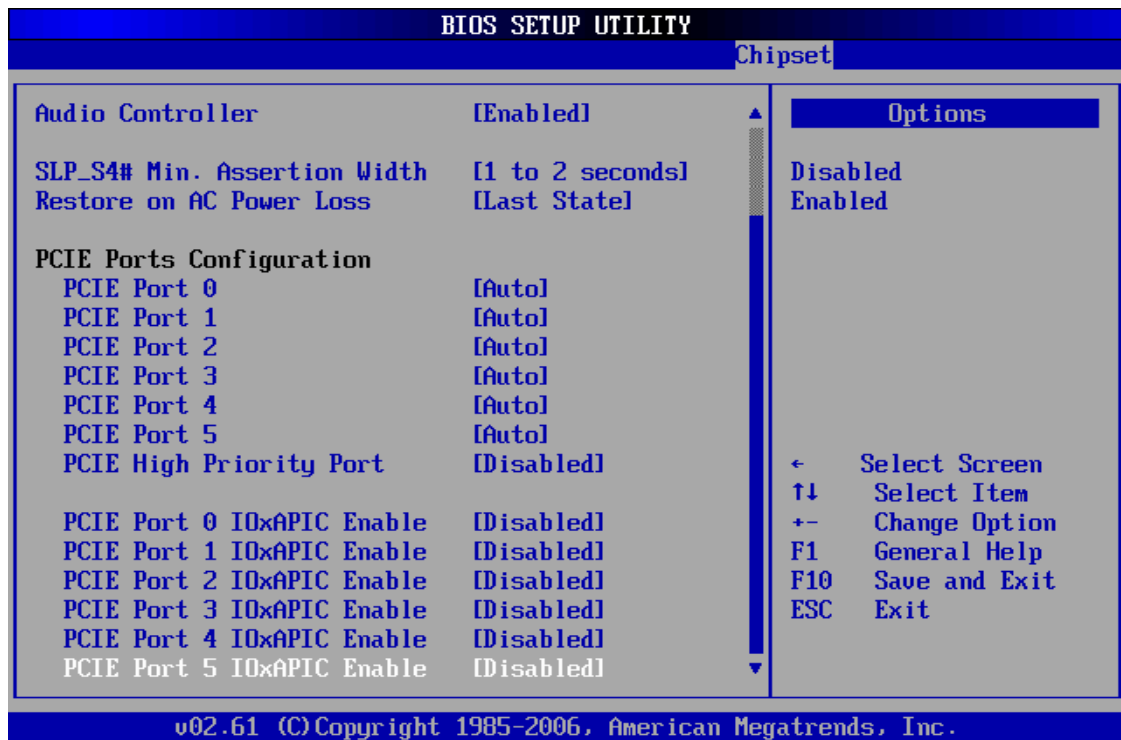 BIOS SETUP UTILITY
Chipset
Audio Controller [Enabled]
SLP_S4# Min. Assertion Width [1 to 2 seconds]
Restore on AC Power Loss [Last State]
PCIE Ports Configuration
PCIE Port 0 [Auto]
PCIE Port 1 [Auto]
PCIE Port 2 [Auto]
PCIE Port 3 [Auto]
PCIE Port 4 [Auto]
PCIE Port 5 [Auto]
PCIE High Priority Port [Disabled]
PCIE Port 0 IOxAPIC Enable [Disabled]
PCIE Port 1 IOxAPIC Enable [Disabled]
PCIE Port 2 IOxAPIC Enable [Disabled]
PCIE Port 3 IOxAPIC Enable [Disabled]
PCIE Port 4 IOxAPIC Enable [Disabled]
PCIE Port 5 IOxAPIC Enable [Disabled]
Options
Disabled
Enabled
← Select Screen
↑↓ Select Item
+- Change Option
F1 General Help
F10 Save and Exit
ESC Exit
v02.61 (C)Copyright 1985-2006, American Megatrends, Inc.